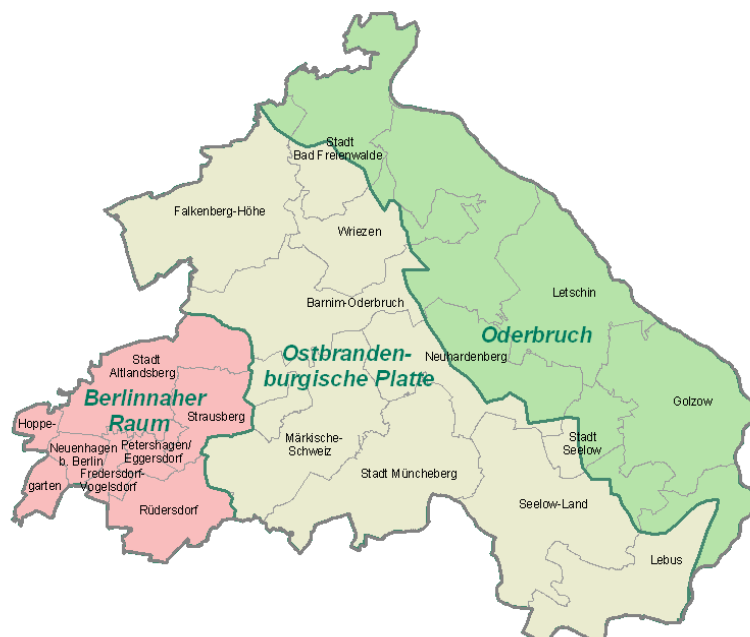 Stadt
Bad Freienwalde
Falkenberg-Höhe
Wriezen
Barnim-Oderbruch
Letschin
Oderbruch
Neuhardenberg
Ostbranden-
burgische Platte
Stadt
Altlandsberg
Berlinnaher
Raum
Strausberg
Hoppe-
garten
Neuenhagen
b. Berlin
Petershagen/
Eggersdorf
Fredersdorf-
Vogelsdorf
Rüdersdorf
Märkische-
Schweiz
Stadt Müncheberg
Golzow
Stadt
Seelow
Seelow-Land
Lebus